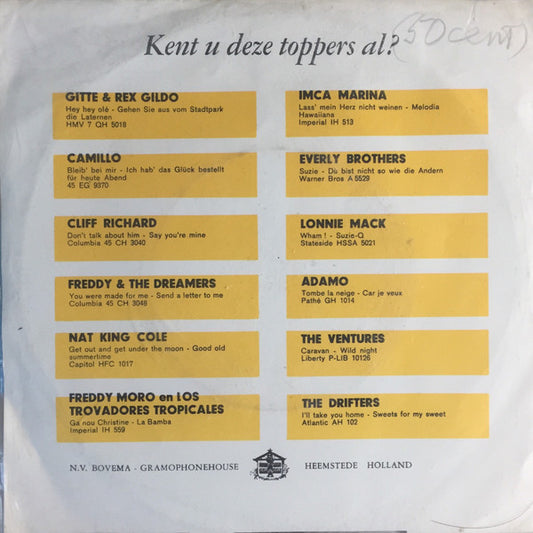 Kent u deze toppers al?
(50 cent)
GITTE & REX GILDO
Hey hey olé - Gehen Sie aus vom Stadtpark
die Laternen
HMV 7 QH 5018
CAMILLO
Bleib' bei mir - Ich hab' das Glück bestellt
für heute Abend
45 EG 9370
CLIFF RICHARD
Don't talk about him - Say you're mine
Columbia 45 CH 3040
FREDDY & THE DREAMERS
You were made for me - Send a letter to me
Columbia 45 CH 3048
NAT KING COLE
Get out and get under the moon - Good old
summertime
Capitol HFC 1017
FREDDY MORO en LOS
TROVADORES TROPICALES
Ga nou Christine - La Bamba
Imperial IH 559
IMCA MARINA
Lass' mein Herz nicht weinen - Melodia
Hawaiiana
Imperial IH 513
EVERLY BROTHERS
Suzie - Du bist nicht so wie die Andern
Warner Bros A 5529
LONNIE MACK
Wham! - Suzie-Q
Stateside HSSA 5021
ADAMO
Tombe la neige - Car je veux
Pathé GH 1014
THE VENTURES
Caravan - Wild night
Liberty P-LIB 10126
THE DRIFTERS
I'll take you home - Sweets for my sweet
Atlantic AH 102
N.V. BOVEMA - GRAMOPHONEHOUSE HEEMSTEDE HOLLAND